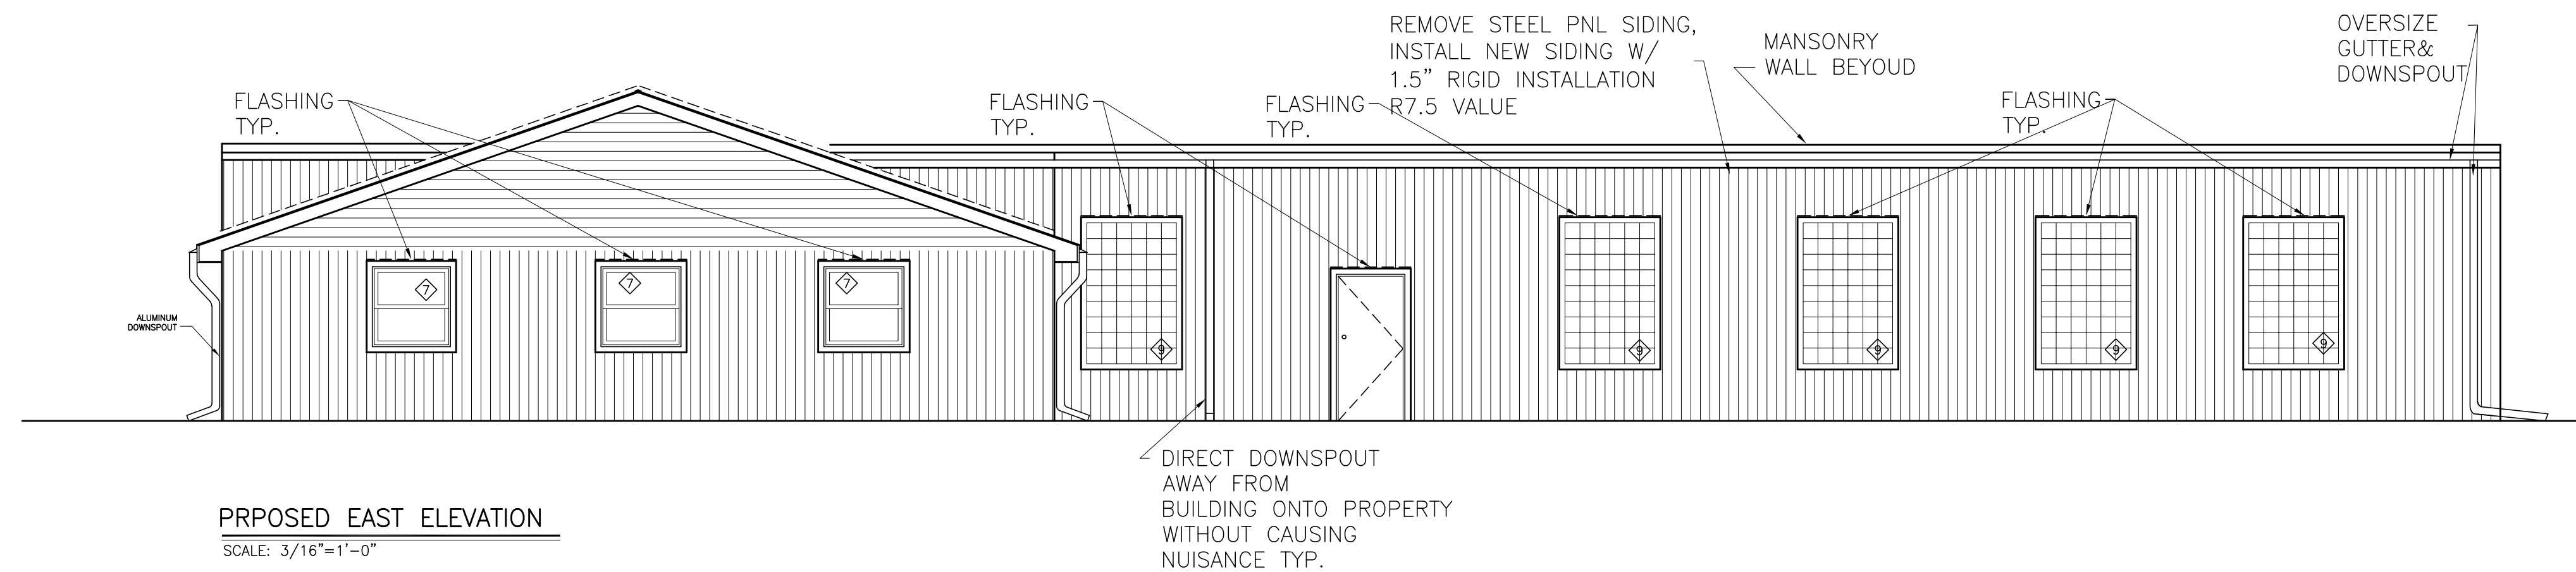 REMOVE STEEL PNL SIDING,
INSTALL NEW SIDING W/
1.5" RIGID INSTALLATION
R7.5 VALUE
MANSONRY
WALL BEYOUD
OVERSIZE
GUTTER&
DOWNSPOUT
FLASHING
TYP.
FLASHING
TYP.
FLASHING
TYP.
FLASHING
TYP.
7
7
7
9
9
9
9
9
ALUMINUM
DOWNSPOUT
DIRECT DOWNSPOUT
AWAY FROM
BUILDING ONTO PROPERTY
WITHOUT CAUSING
NUISANCE TYP.
PRPOSED EAST ELEVATION
SCALE: 3/16"=1'-0"